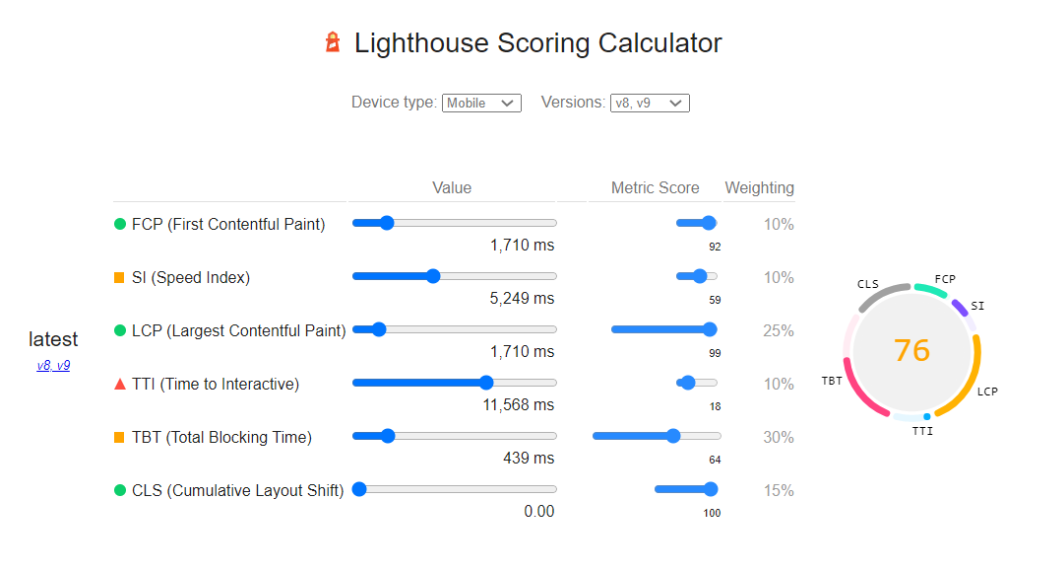 Lighthouse Scoring Calculator
Device type: Mobile Versions: v8, v9
Value Metric Score Weighting
FCP (First Contentful Paint) 10%
1,710 ms 92
SI (Speed Index) 10%
5,249 ms 59
latest
v8, v9
LCP (Largest Contentful Paint) 25%
1,710 ms 99
TTI (Time to Interactive) 10%
11,568 ms 18
TBT (Total Blocking Time) 30%
439 ms 64
CLS (Cumulative Layout Shift) 15%
0.00 100
CLS FCP
SI
76
TBT
LCP
TTI